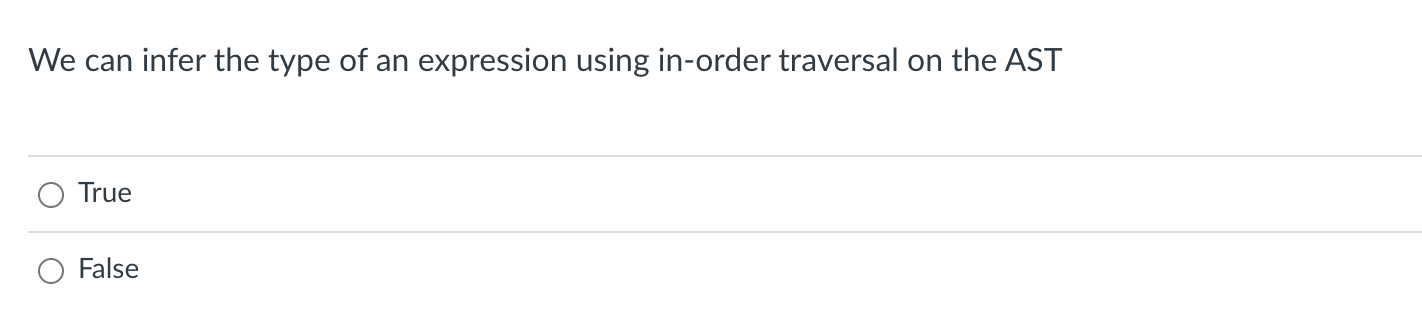 We can infer the type of an expression using in-order traversal on the AST
True
False